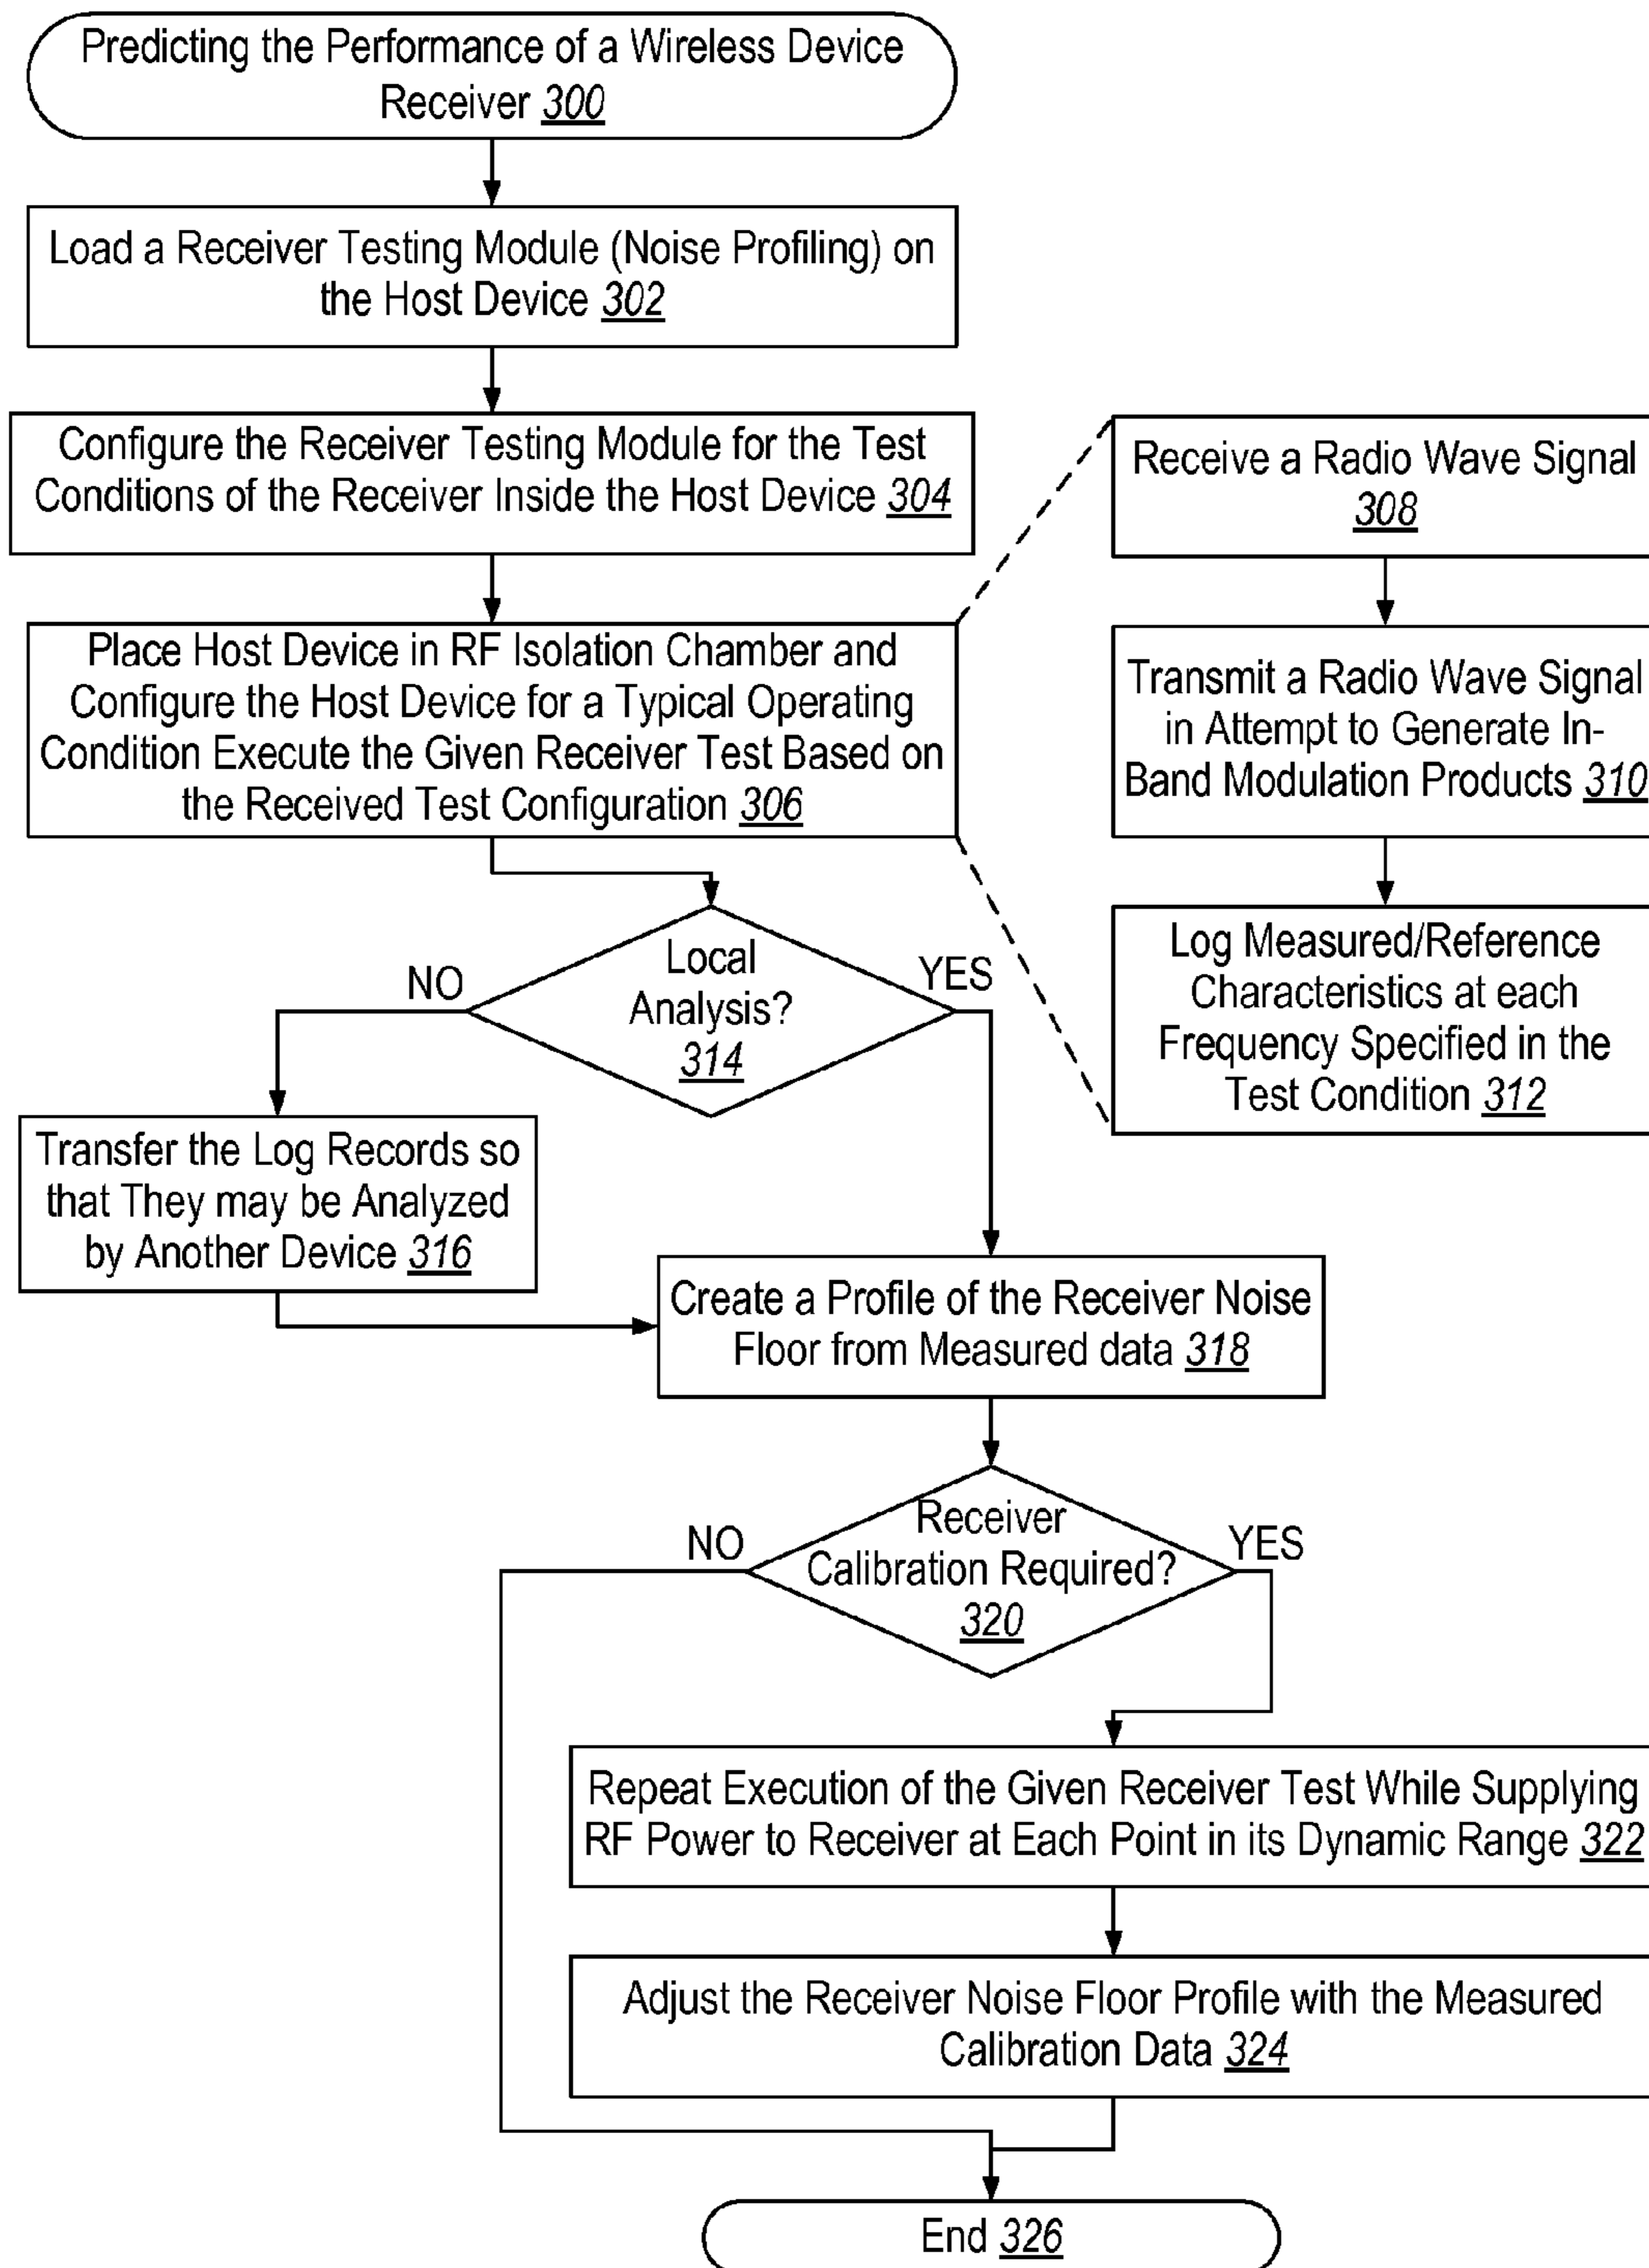 Predicting the Performance of a Wireless Device
Receiver 300
Load a Receiver Testing Module (Noise Profiling) on
the Host Device 302
Configure the Receiver Testing Module for the Test
Conditions of the Receiver Inside the Host Device 304
Place Host Device in RF Isolation Chamber and
Configure the Host Device for a Typical Operating
Condition Execute the Given Receiver Test Based on
the Received Test Configuration 306
Receive a Radio Wave Signal
308
Transmit a Radio Wave Signal
in Attempt to Generate In-
Band Modulation Products 310
Log Measured/Reference
Characteristics at each
Frequency Specified in the
Test Condition 312
Local
Analysis?
314
NO
YES
Transfer the Log Records so
that They may be Analyzed
by Another Device 316
Create a Profile of the Receiver Noise
Floor from Measured data 318
Receiver
Calibration Required?
320
NO
YES
Repeat Execution of the Given Receiver Test While Supplying
RF Power to Receiver at Each Point in its Dynamic Range 322
Adjust the Receiver Noise Floor Profile with the Measured
Calibration Data 324
End 326